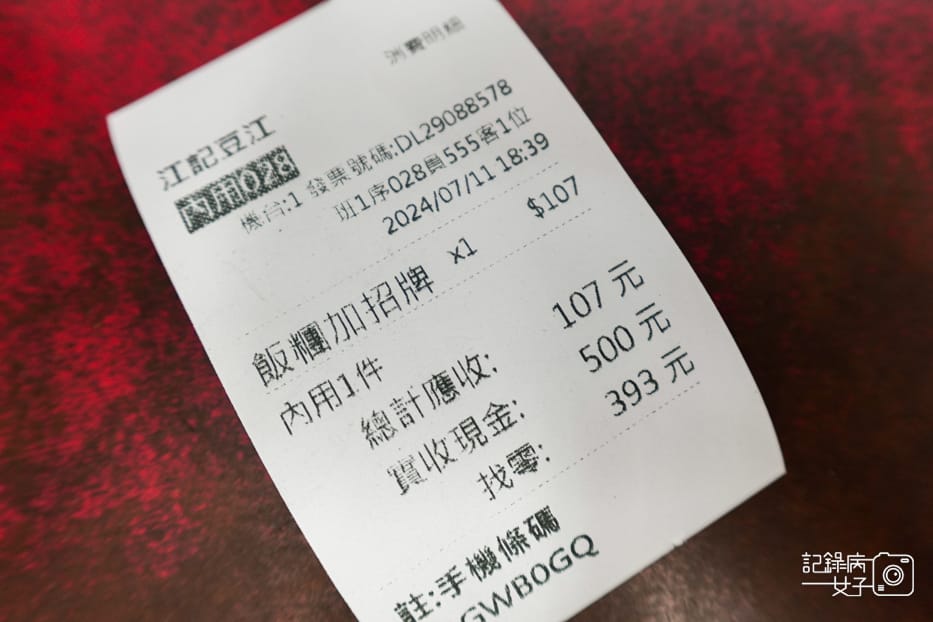 消費明細
江記豆江
內用028
機台:1 發票號碼:DL29088578
班1序028員555客1位
2024/07/11 18:39
飯糰加招牌 x1 $107
內用1件
總計應收: 107 元
實收現金: 500 元
找零: 393 元
註:手機條碼
GWB0GQ
記錄病
女子